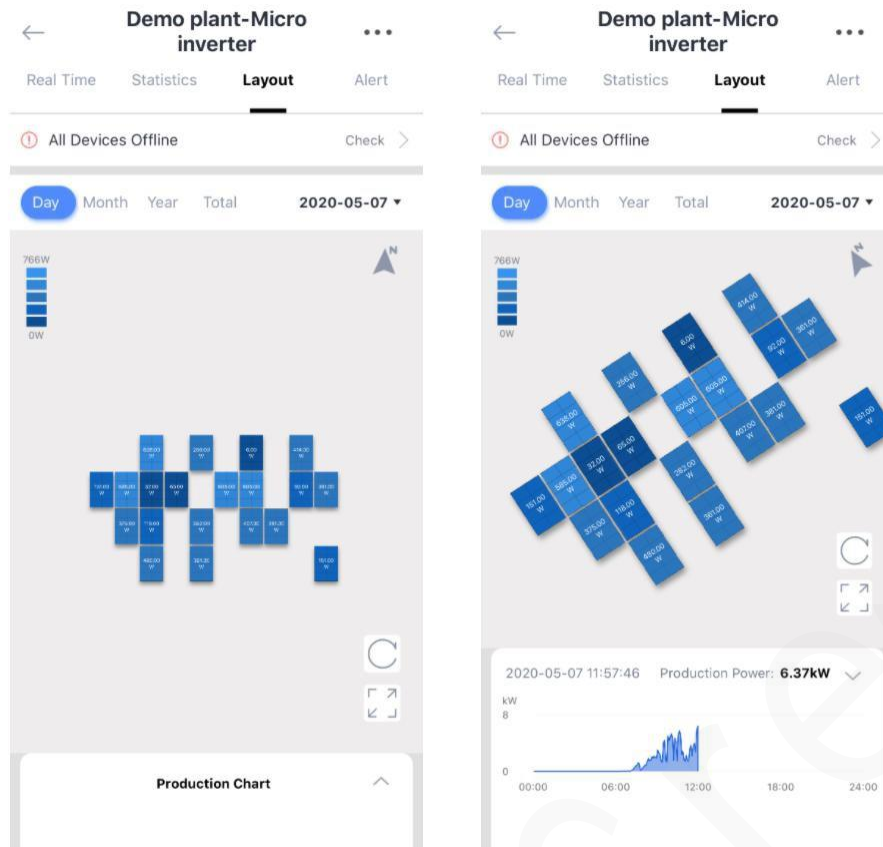 Demo plant-Micro
inverter
Real Time Statistics Layout Alert
All Devices Offline Check
Day Month Year Total 2020-05-07
N
766W
0W
6.00
W
Production Chart
Demo plant-Micro
inverter
Real Time Statistics Layout Alert
All Devices Offline Check
Day Month Year Total 2020-05-07
N
766W
0W
414.00
W
361.00
W
92.00
W
6.00
W
605.00
W
605.00
W
266.00
W
381.00
W
407.00
W
151.00
W
635.00
W
65.00
W
32.00
W
585.00
W
151.00
W
282.00
W
361.00
W
118.00
W
375.00
W
480.00
W
2020-05-07 11:57:46 Production Power: 6.37kW
kW
8
0
00:00 06:00 12:00 18:00 24:00